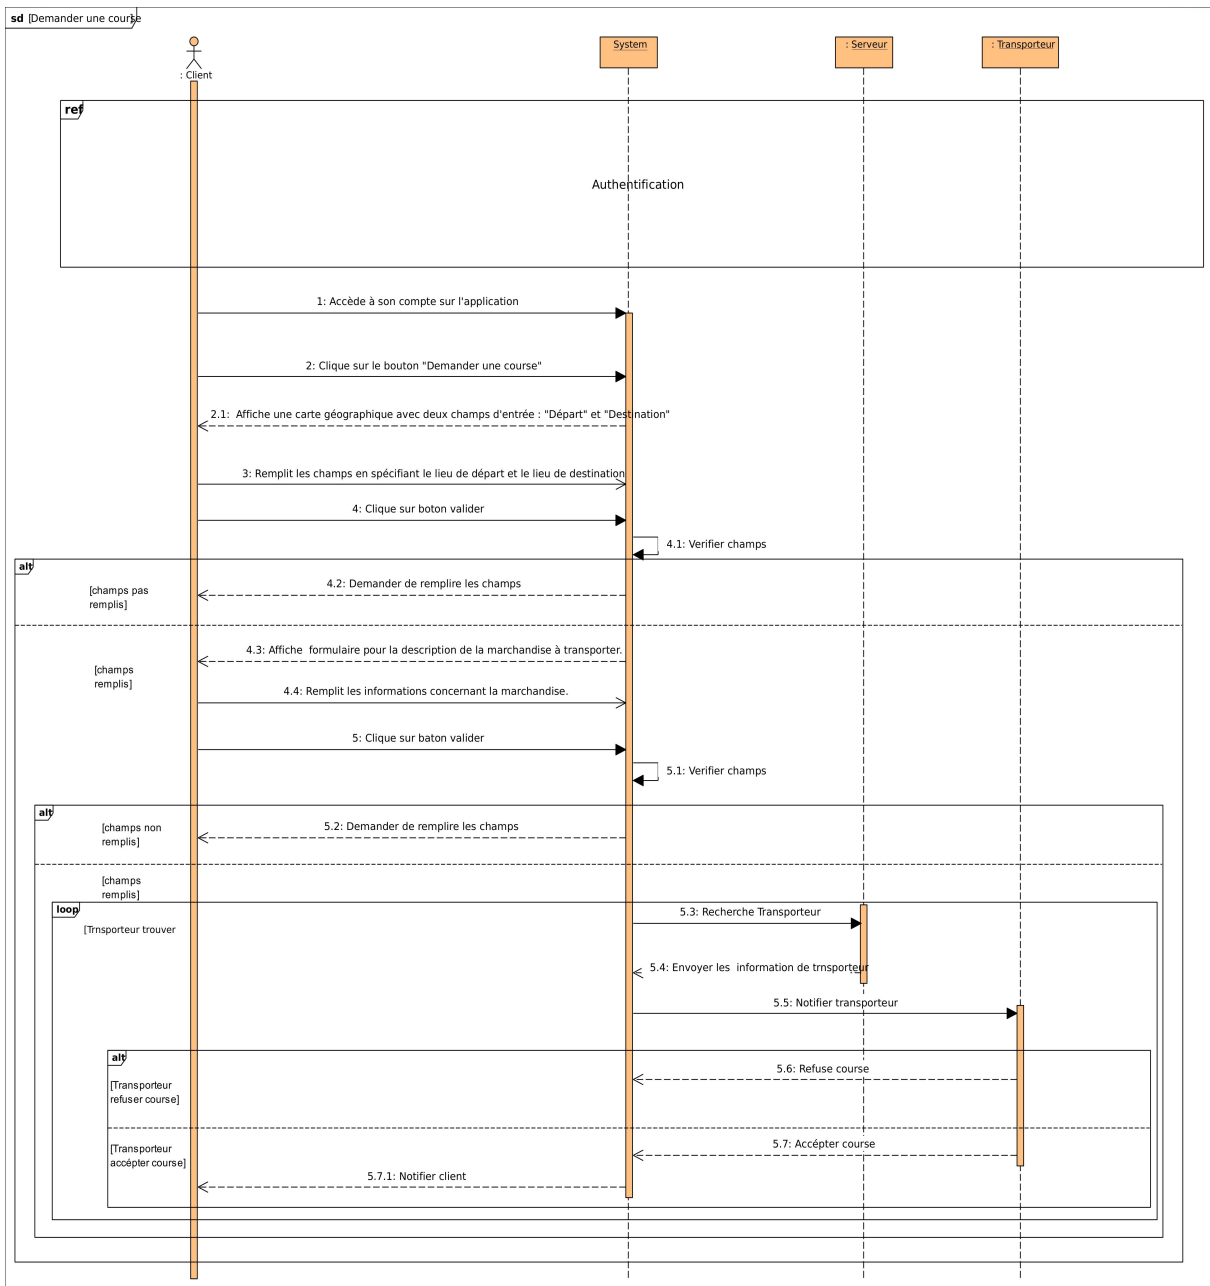 sd [Demander une course]
: Client
System
: Serveur
: Transporteur
ref
Authentification
1: Accède à son compte sur l'application
2: Clique sur le bouton "Demander une course"
2.1:  Affiche une carte géographique avec deux champs d'entrée : "Départ" et "Destination"
3: Remplit les champs en spécifiant le lieu de départ et le lieu de destination
4: Clique sur boton valider
4.1: Verifier champs
alt
[champs pas
remplis]
4.2: Demander de remplire les champs
4.3: Affiche  formulaire pour la description de la marchandise à transporter.
[champs
remplis]
4.4: Remplit les informations concernant la marchandise.
5: Clique sur baton valider
5.1: Verifier champs
alt
[champs non
remplis]
5.2: Demander de remplire les champs
[champs
remplis]
loop
[Trnsporteur trouver
5.3: Recherche Transporteur
5.4: Envoyer les  information de trnsporteur
5.5: Notifier transporteur
alt
[Transporteur
refuser course]
5.6: Refuse course
[Transporteur
accépter course]
5.7: Accépter course
5.7.1: Notifier client